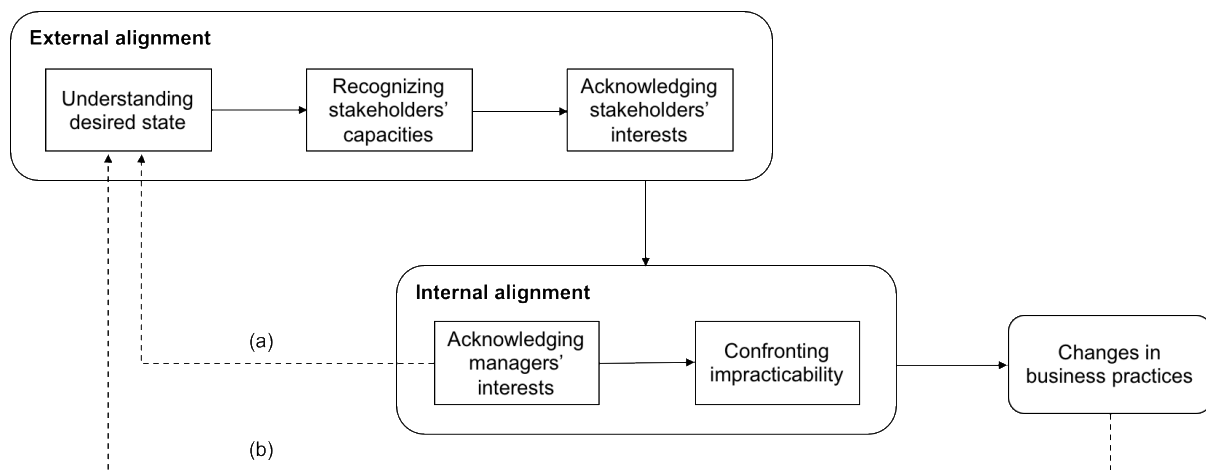 External alignment
Understanding
desired state
Recognizing
stakeholders’
capacities
Acknowledging
stakeholders’
interests
Internal alignment
(a)
Acknowledging
managers’
interests
Confronting
impracticability
Changes in
business practices
(b)